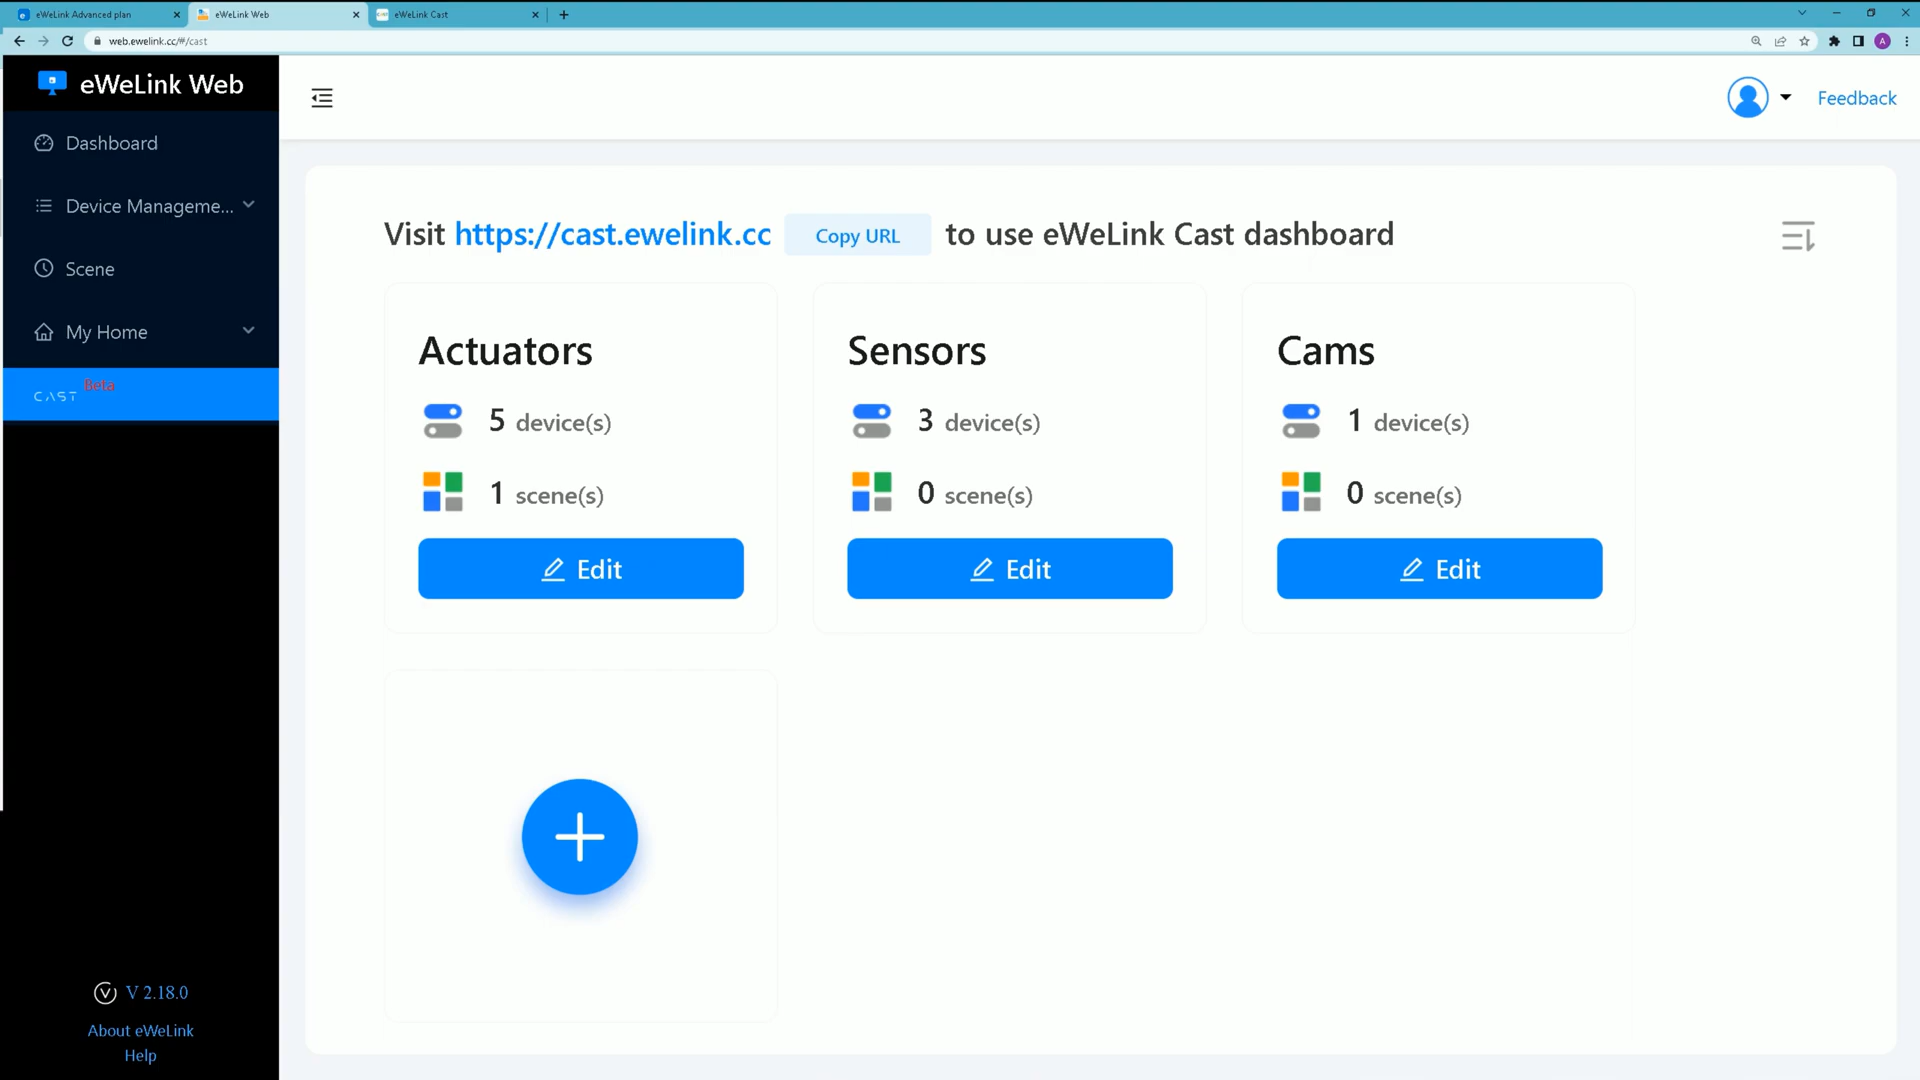 eWeLink Advanced plan
eWeLink Web
eWeLink Cast
web.ewelink.cc/#/cast
A
eWeLink Web
Feedback
Dashboard
Device Manageme...
Scene
My Home
CAST Beta
Visit https://cast.ewelink.cc Copy URL to use eWeLink Cast dashboard
Actuators
5 device(s)
1 scene(s)
Edit
Sensors
3 device(s)
0 scene(s)
Edit
Cams
1 device(s)
0 scene(s)
Edit
V 2.18.0
About eWeLink
Help